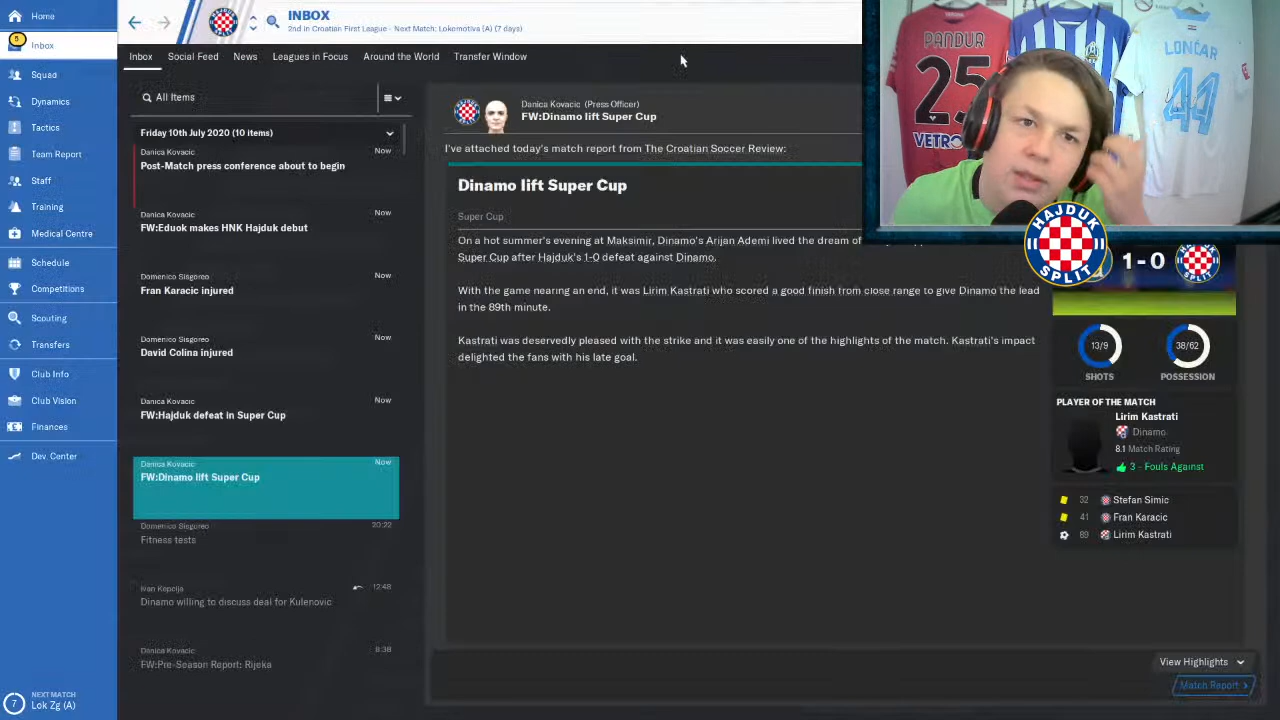 Home
5
Inbox
Squad
Dynamics
Tactics
Team Report
Staff
Training
Medical Centre
Schedule
Competitions
Scouting
Transfers
Club Info
Club Vision
Finances
Dev. Center
7
NEXT MATCH
Lok Zg (A)
INBOX
2nd in Croatian First League - Next Match: Lokomotiva (A) (7 days)
Inbox Social Feed News Leagues in Focus Around the World Transfer Window
All Items
Friday 10th July 2020 (10 items)
Danica Kovacic Now
Post-Match press conference about to begin
Danica Kovacic Now
FW:Eduok makes HNK Hajduk debut
Domenico Sisgoreo Now
Fran Karacic injured
Domenico Sisgoreo Now
David Colina injured
Danica Kovacic Now
FW:Hajduk defeat in Super Cup
Danica Kovacic Now
FW:Dinamo lift Super Cup
Domenico Sisgoreo 20:22
Fitness tests
Ivan Kepcija 12:48
Dinamo willing to discuss deal for Kulenovic
Danica Kovacic 8:38
FW:Pre-Season Report: Rijeka
Danica Kovacic (Press Officer)
FW:Dinamo lift Super Cup
I've attached today's match report from The Croatian Soccer Review:
Dinamo lift Super Cup
Super Cup
On a hot summer's evening at Maksimir, Dinamo's Arijan Ademi lived the dream of
Super Cup after Hajduk's 1-0 defeat against Dinamo.
With the game nearing an end, it was Lirim Kastrati who scored a good finish from close range to give Dinamo the lead
in the 89th minute.
Kastrati was deservedly pleased with the strike and it was easily one of the highlights of the match. Kastrati's impact
delighted the fans with his late goal.
PANDUR
25
VETRO
LONČAR
44
HAJDUK
SPLIT
1-0
13/9
SHOTS
38/62
POSSESSION
PLAYER OF THE MATCH
Lirim Kastrati
Dinamo
8.1 Match Rating
3 - Fouls Against
32 Stefan Simic
41 Fran Karacic
89 Lirim Kastrati
View Highlights
Match Report >